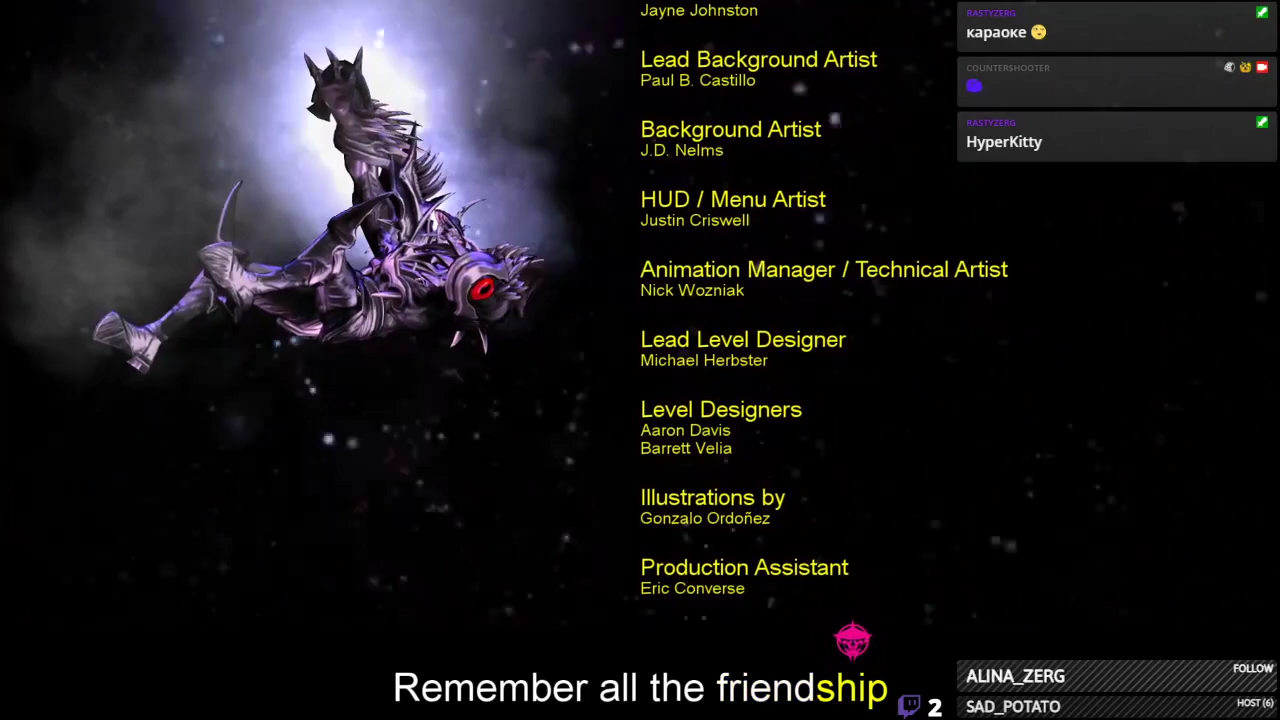 Jayne Johnston
Lead Background Artist
Paul B. Castillo
Background Artist
J.D. Nelms
HUD / Menu Artist
Justin Criswell
Animation Manager / Technical Artist
Nick Wozniak
Lead Level Designer
Michael Herbster
Level Designers
Aaron Davis
Barrett Velia
Illustrations by
Gonzalo Ordoñez
Production Assistant
Eric Converse
Remember all the friendship
2
RASTYZERG
караоке
COUNTERSHOOTER
RASTYZERG
HyperKitty
ALINA_ZERG FOLLOW
SAD_POTATO HOST (6)